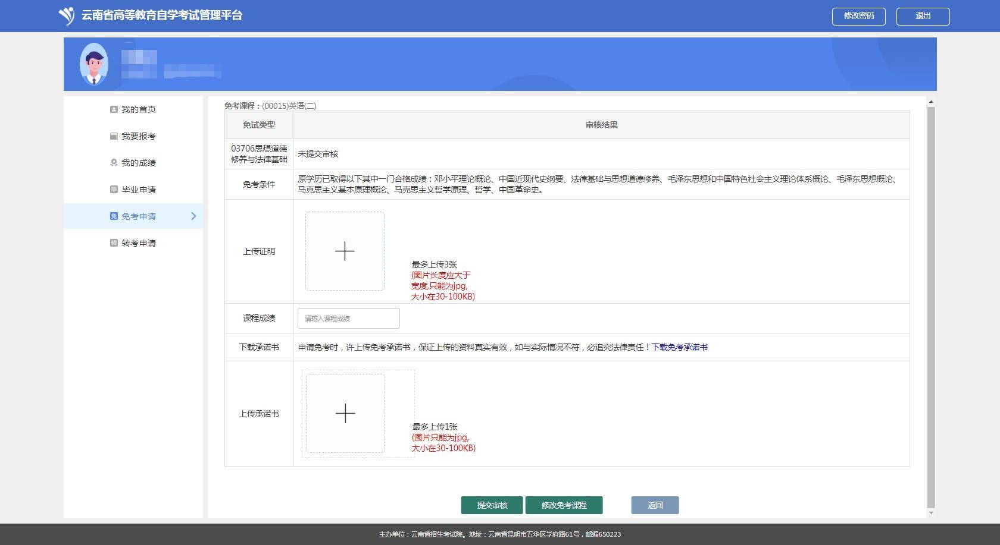 云南省高等教育自学考试管理平台
修改密码
退出
我的首页
我要报考
我的成绩
毕业申请
免 免考申请
转考申请
免考课程：(00015)英语(二)
免试类型
审核结果
03706思想道德
修养与法律基础
未提交审核
免考条件
原学历已取得以下其中一门合格成绩：邓小平理论概论、中国近现代史纲要、法律基础与思想道德修养、毛泽东思想和中国特色社会主义理论体系概论、毛泽东思想概论、
马克思主义基本原理概论、马克思主义哲学原理、哲学、中国革命史。
上传证明
最多上传3张
(图片长度应大于
宽度,只能为jpg,
大小在30-100KB)
课程成绩
请输入课程成绩
下载承诺书
申请免考时，许上传免考承诺书，保证上传的资料真实有效，如与实际情况不符，必追究法律责任！下载免考承诺书
上传承诺书
最多上传1张
(图片只能为jpg,
大小在30-100KB)
提交审核
修改免考课程
返回
主办单位：云南省招生考试院。地址：云南省昆明市五华区学府路61号，邮编650223